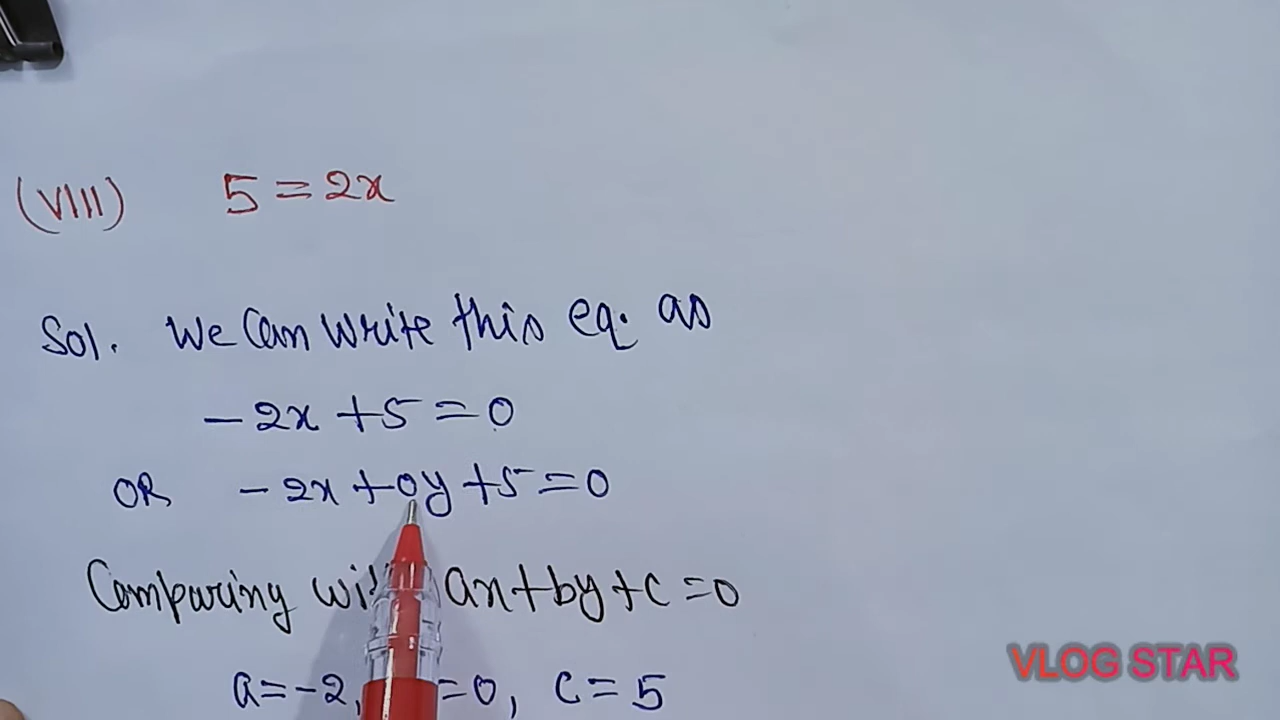 (VIII) 5 = 2x
Sol. We Can Write this eq. as
- 2x + 5 = 0
OR - 2x + 0y + 5 = 0
Comparing ax + by + c = 0
a = -2, = 0, c = 5
VLOG STAR